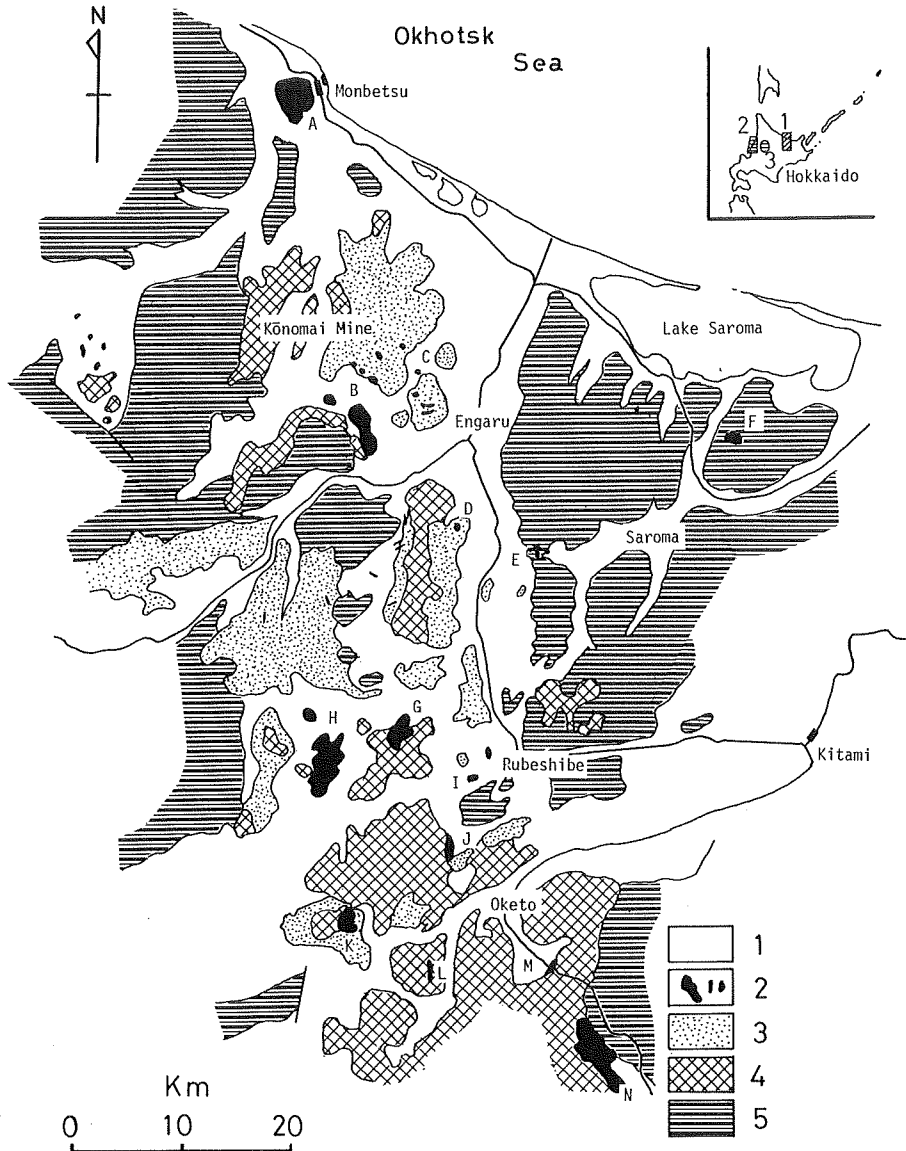 N
Okhotsk
Sea
Monbetsu
A
2
1
3
Hokkaido
Kōnomai Mine
C
B
Lake Saroma
Engaru
F
D
E
Saroma
G
H
Rubeshibe
Kitami
I
J
Oketo
K
L
M
N
1
2
3
4
5
Km
0 10 20